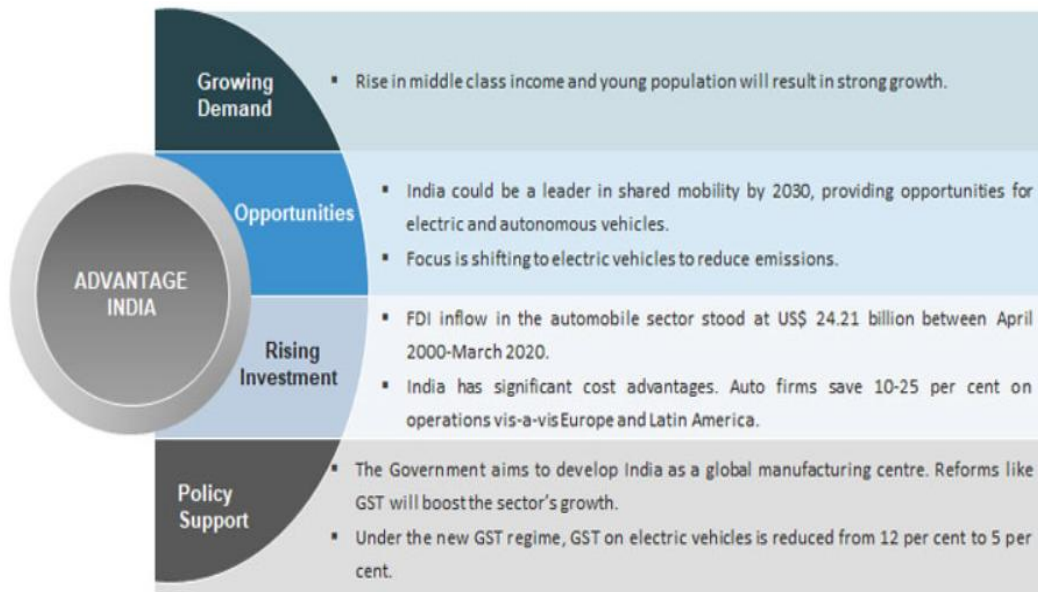 ADVANTAGE
INDIA
Growing
Demand
▪ Rise in middle class income and young population will result in strong growth.
Opportunities
▪ India could be a leader in shared mobility by 2030, providing opportunities for
electric and autonomous vehicles.
▪ Focus is shifting to electric vehicles to reduce emissions.
Rising
Investment
▪ FDI inflow in the automobile sector stood at US$ 24.21 billion between April
2000-March 2020.
▪ India has significant cost advantages. Auto firms save 10-25 per cent on
operations vis-a-vis Europe and Latin America.
Policy
Support
▪ The Government aims to develop India as a global manufacturing centre. Reforms like
GST will boost the sector's growth.
▪ Under the new GST regime, GST on electric vehicles is reduced from 12 per cent to 5 per
cent.